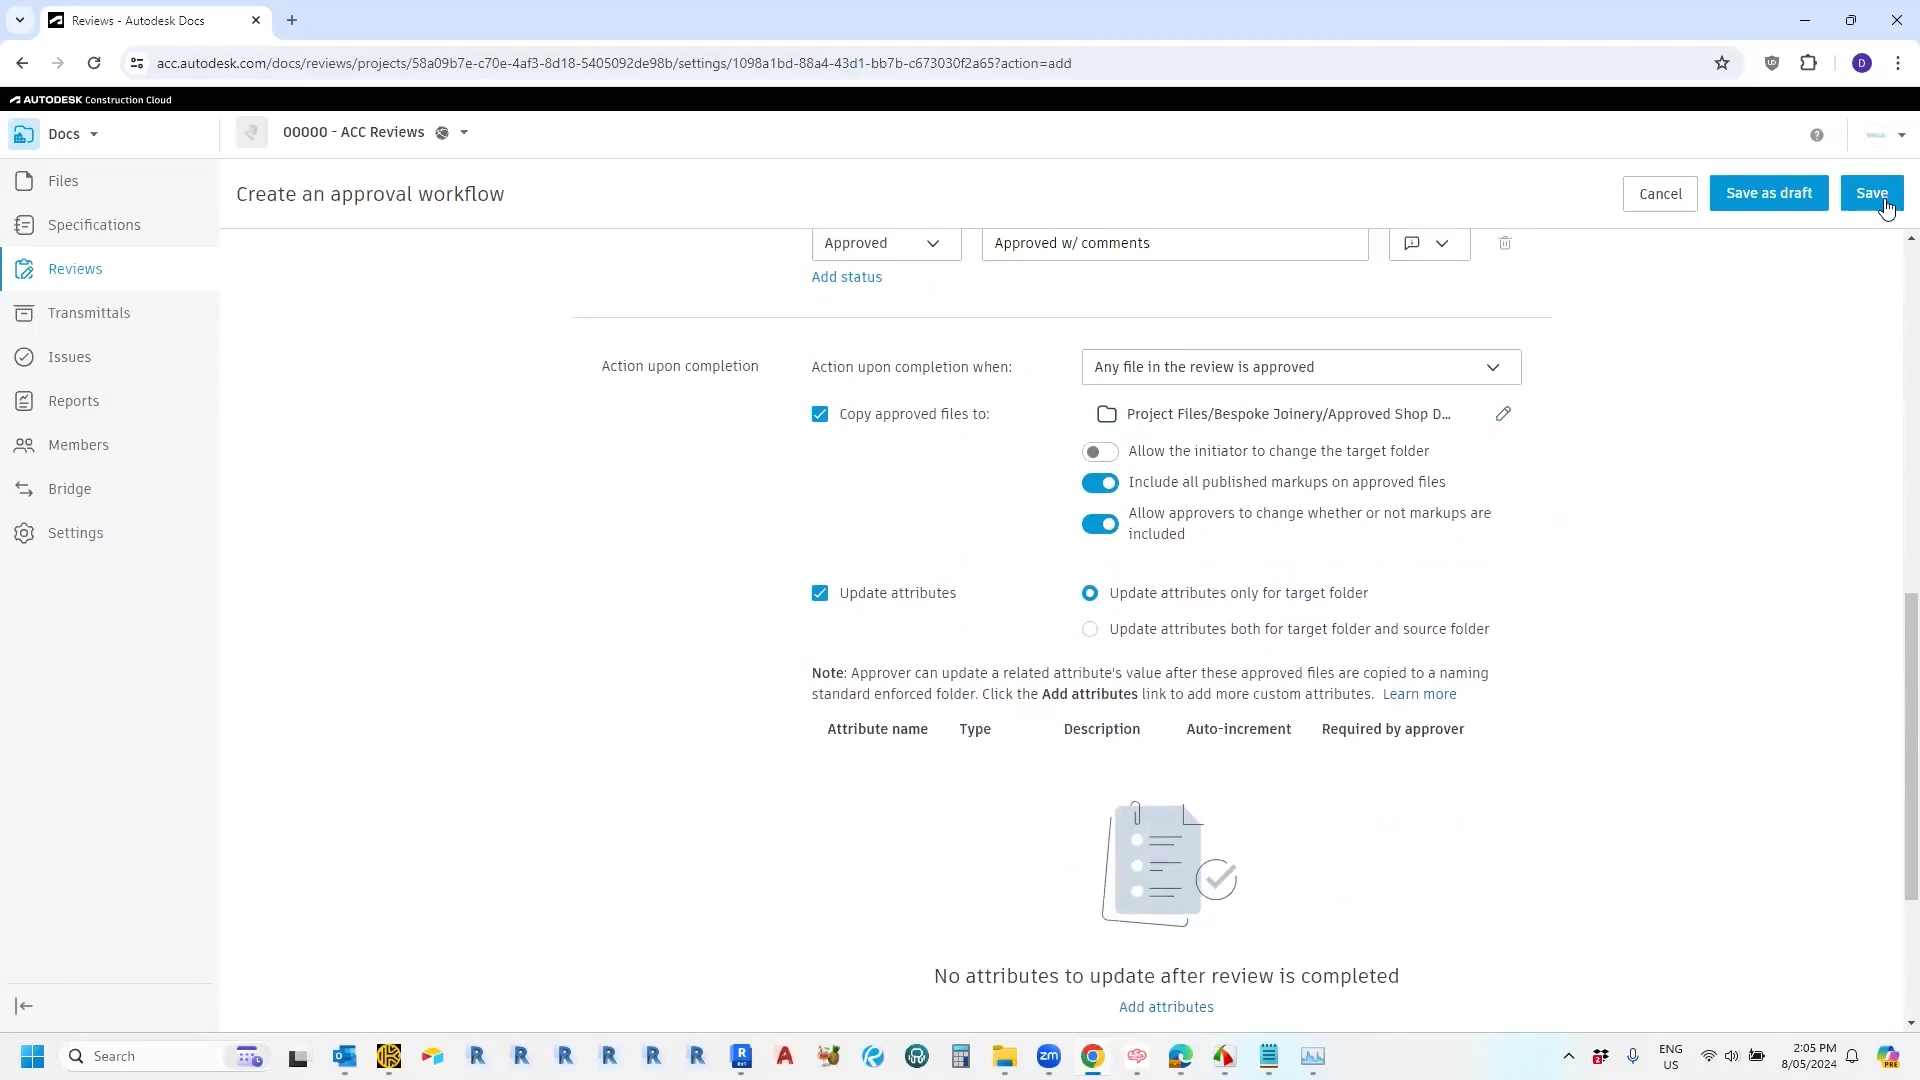 Reviews - Autodesk Docs
acc.autodesk.com/docs/reviews/projects/58a09b7e-c70e-4af3-8d18-5405092de98b/settings/1098a1bd-88a4-43d1-bb7b-c673030f2a65?action=add
D
AUTODESK Construction Cloud
Docs
00000 - ACC Reviews
Files
Specifications
Reviews
Transmittals
Issues
Reports
Members
Bridge
Settings
Create an approval workflow
Cancel
Save as draft
Save
Approved
Approved w/ comments
Add status
Action upon completion
Action upon completion when:
Any file in the review is approved
Copy approved files to:
Project Files/Bespoke Joinery/Approved Shop D...
Allow the initiator to change the target folder
Include all published markups on approved files
Allow approvers to change whether or not markups are
included
Update attributes
Update attributes only for target folder
Update attributes both for target folder and source folder
Note: Approver can update a related attribute's value after these approved files are copied to a naming
standard enforced folder. Click the Add attributes link to add more custom attributes. Learn more
Attribute name Type Description Auto-increment Required by approver
No attributes to update after review is completed
Add attributes
Search
ENG
US
2:05 PM
8/05/2024